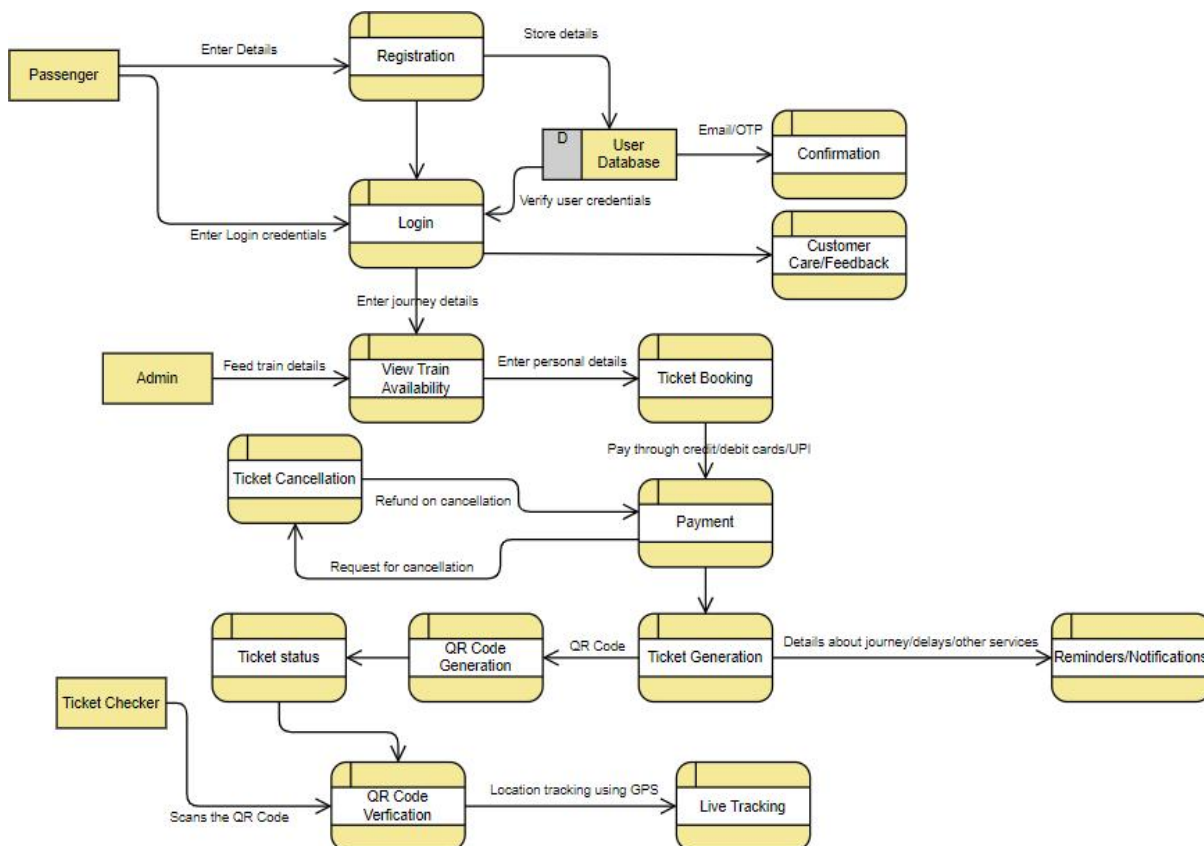 Enter Details
Store details
Passenger
Registration
D
User
Database
Email/OTP
Confirmation
Verify user credentials
Enter Login credentials
Login
Customer
Care/Feedback
Enter journey details
Admin
Feed train details
View Train
Availability
Enter personal details
Ticket Booking
Pay through credit/debit cards/UPI
Ticket Cancellation
Refund on cancellation
Payment
Request for cancellation
Ticket status
QR Code
Generation
QR Code
Ticket Generation
Details about journey/delays/other services
Reminders/Notifications
Ticket Checker
Scans the QR Code
QR Code
Verfication
Location tracking using GPS
Live Tracking